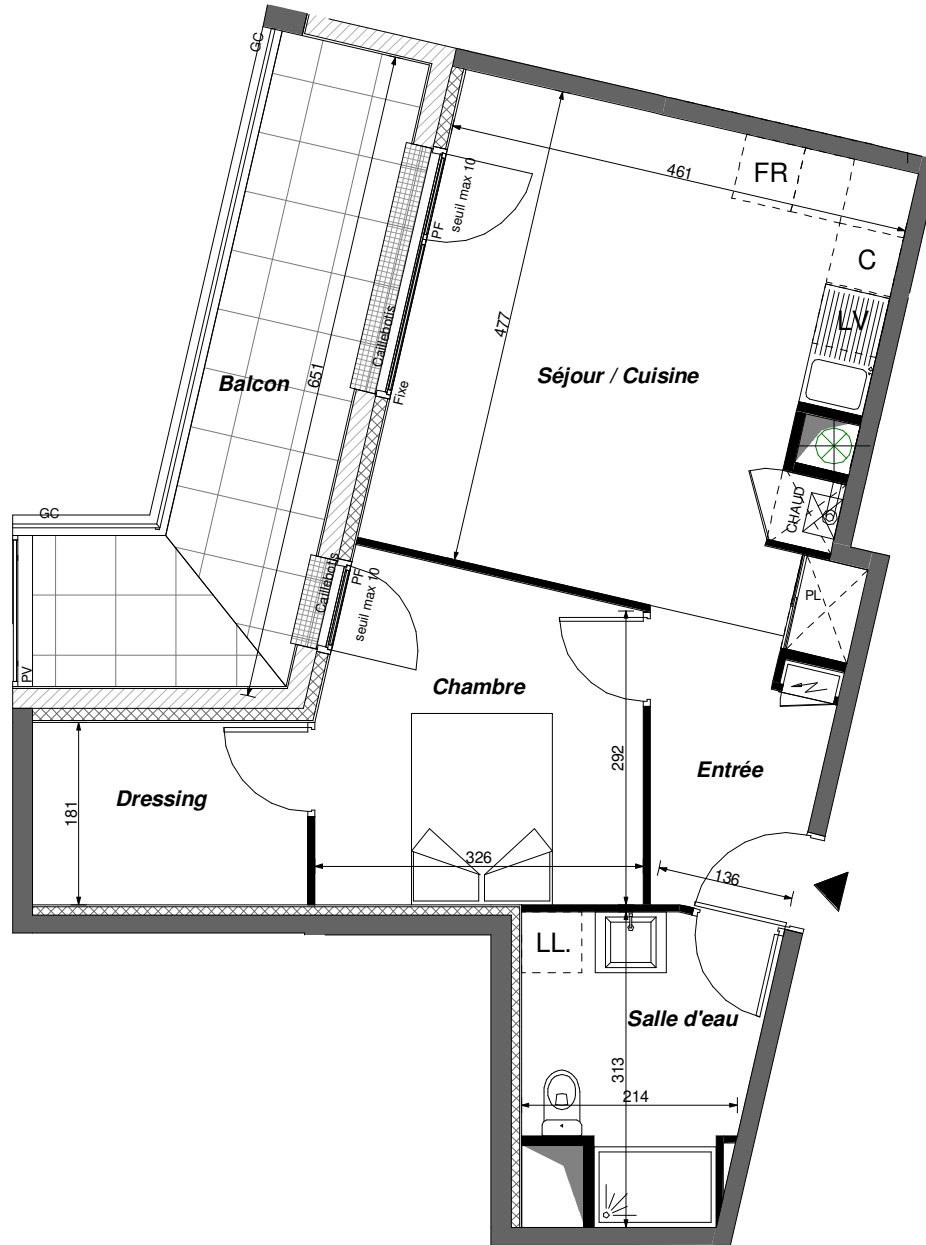 GC
FR
461
seuil max 10
PF
C
LV
477
Caillebotis
651
Balcon
Séjour / Cuisine
Fixe
CHAUD
GC
Caillebotis
PF
seuil max 10
PL
PV
Chambre
292
Entrée
Dressing
181
326
136
LL.
Salle d'eau
313
214